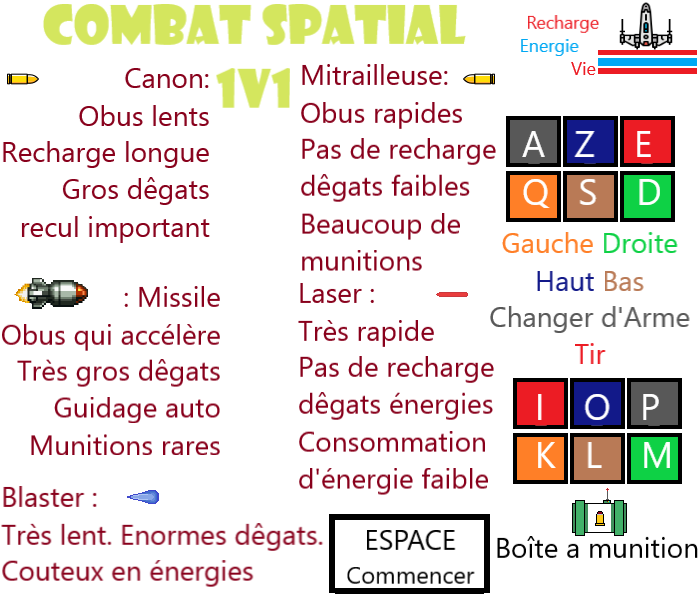 COMBAT SPATIAL
1V1
Recharge
Energie
Vie
Canon:
Obus lents
Recharge longue
Gros dêgats
recul important
Mitrailleuse:
Obus rapides
Pas de recharge
dêgats faibles
Beaucoup de
munitions
: Missile
Obus qui accélère
Très gros dêgats
Guidage auto
Munitions rares
Laser :
Très rapide
Pas de recharge
dêgats énergies
Consommation
d'énergie faible
Blaster :
Très lent. Enormes dêgats.
Couteux en énergies
ESPACE
Commencer
A Z E
Q S D
Gauche Droite
Haut Bas
Changer d'Arme
Tir
I O P
K L M
Boîte a munition